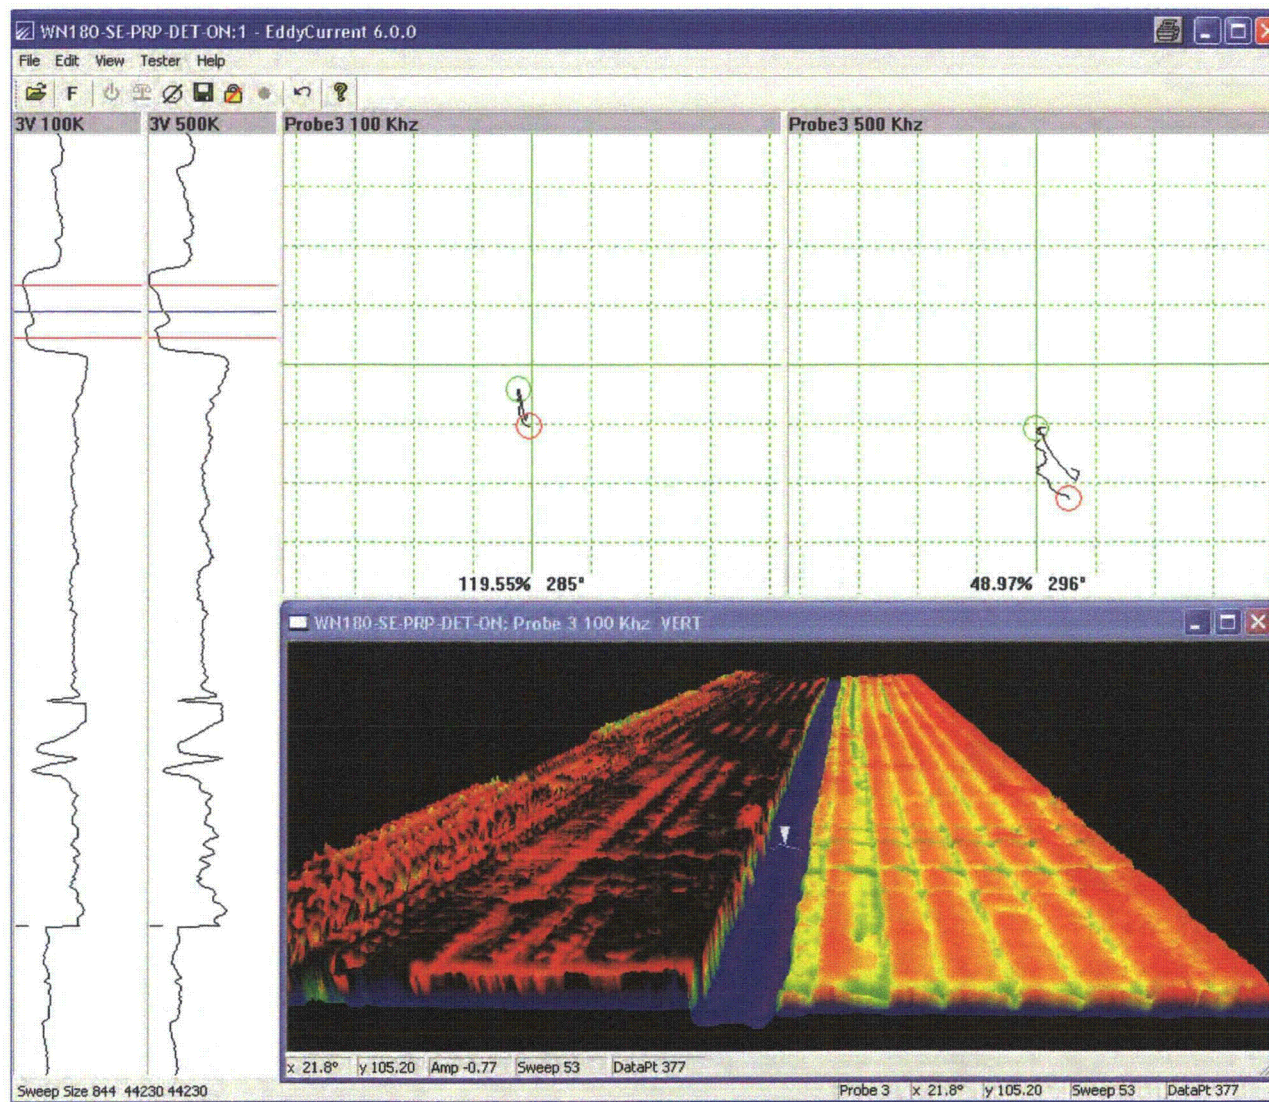 WN180-SE-PRP-DET-ON:1 - EddyCurrent 6.0.0
File Edit View Tester Help
F
3V 100K
3V 500K
Probe3 100 Khz
Probe3 500 Khz
119.55% 285°
48.97% 296°
WN180-SE-PRP-DET-ON: Probe 3 100 Khz VERT
x 21.8° y 105.20 Amp -0.77 Sweep 53 DataPt 377
Sweep Size 844 44230 44230 Probe 3 x 21.8° y 105.20 Sweep 53 DataPt 377